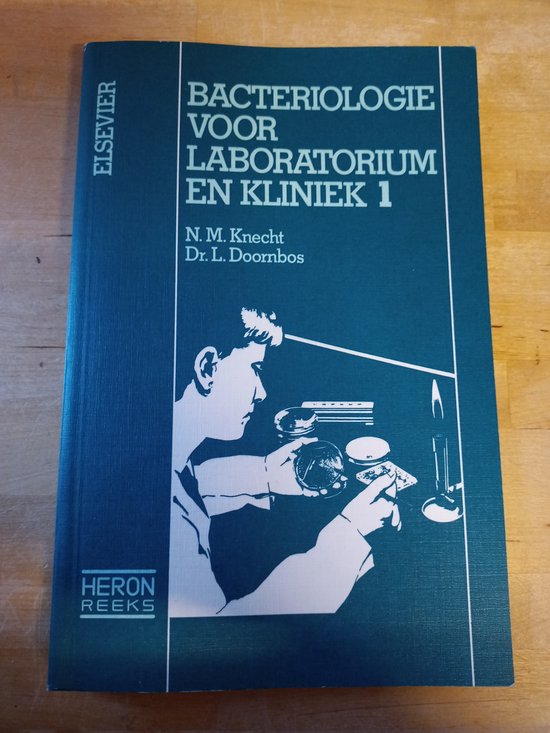 ELSEVIER
BACTERIOLOGIE
VOOR
LABORATORIUM
EN KLINIEK 1
N. M. Knecht
Dr. L. Doornbos
HERON
REEKS